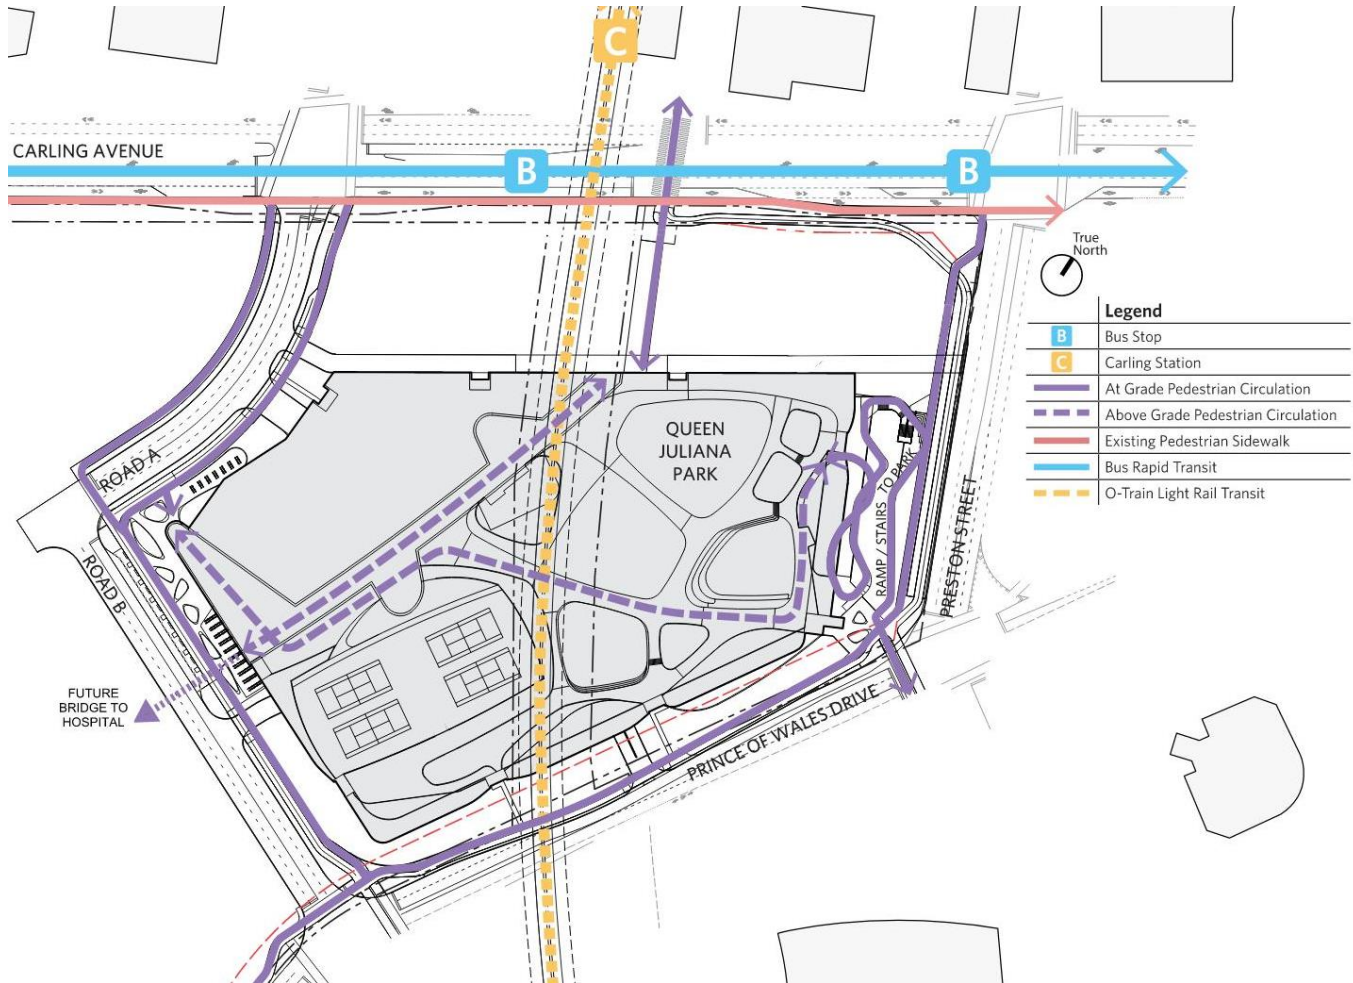 C
CARLING AVENUE
B
B
True
North
Legend
B Bus Stop
C Carling Station
At Grade Pedestrian Circulation
Above Grade Pedestrian Circulation
Existing Pedestrian Sidewalk
Bus Rapid Transit
O-Train Light Rail Transit
QUEEN
JULIANA
PARK
ROAD A
ROAD B
RAMP / STAIRS TO PARK
PRESTON STREET
FUTURE
BRIDGE TO
HOSPITAL
PRINCE OF WALES DRIVE